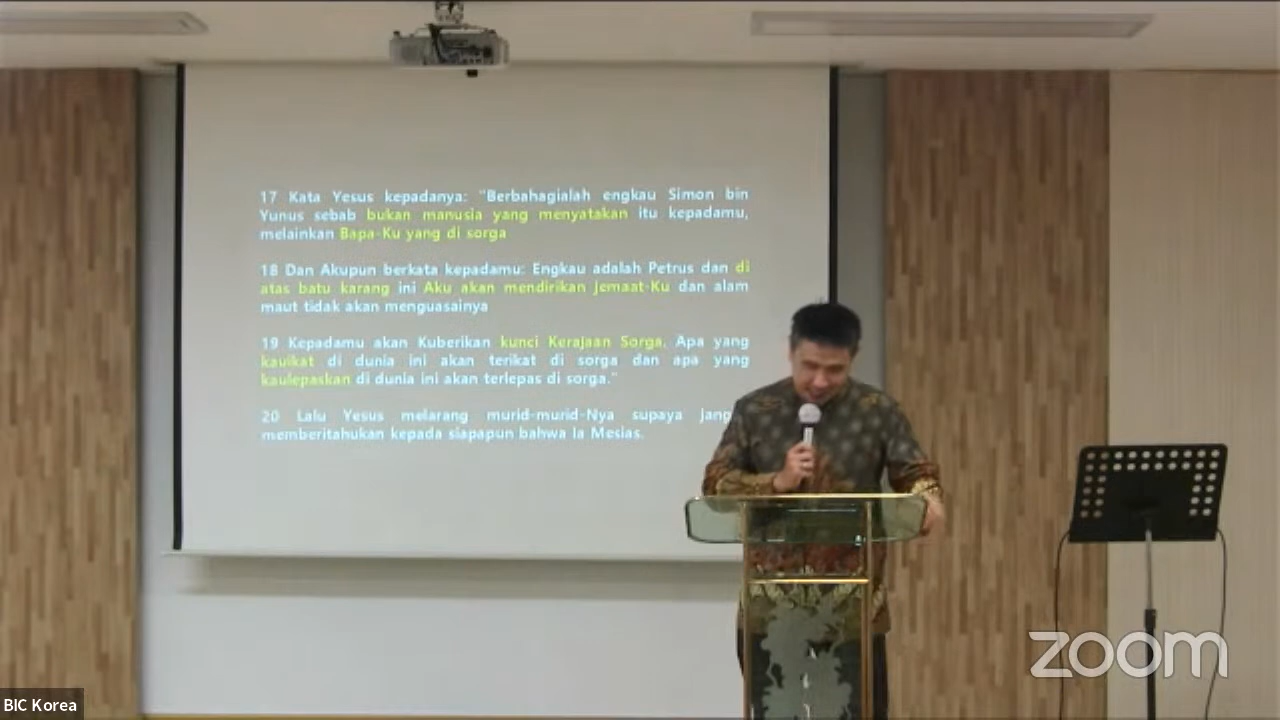 17 Kata Yesus kepadanya: "Berbahagialah engkau Simon bin
Yunus sebab bukan manusia yang menyatakan itu kepadamu,
melainkan Bapa-Ku yang di sorga
18 Dan Akupun berkata kepadamu: Engkau adalah Petrus dan di
atas batu karang ini Aku akan mendirikan jemaat-Ku dan alam
maut tidak akan menguasainya
19 Kepadamu akan Kuberikan kunci Kerajaan Sorga. Apa yang
kauikat di dunia ini akan terikat di sorga dan apa yang
kaulepaskan di dunia ini akan terlepas di sorga."
20 Lalu Yesus melarang murid-murid-Nya supaya
memberitahukan kepada siapapun bahwa Ia Mesias.
zoom
BIC Korea